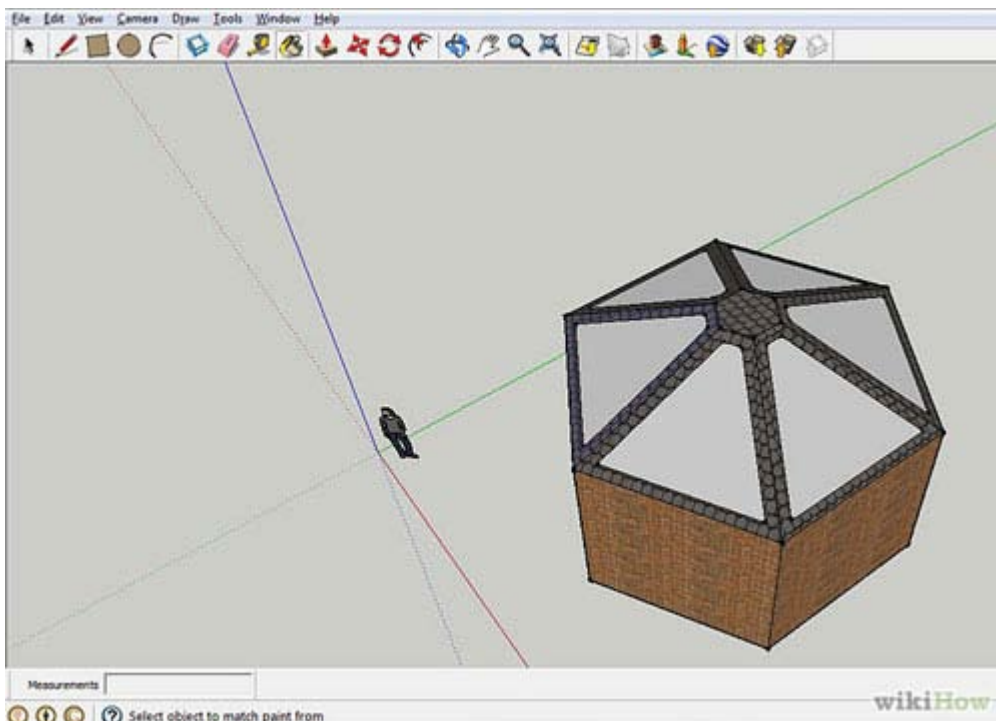 File Edit View Camera Draw Tools Window Help
Measurements
Select object to match paint from
wikiHow